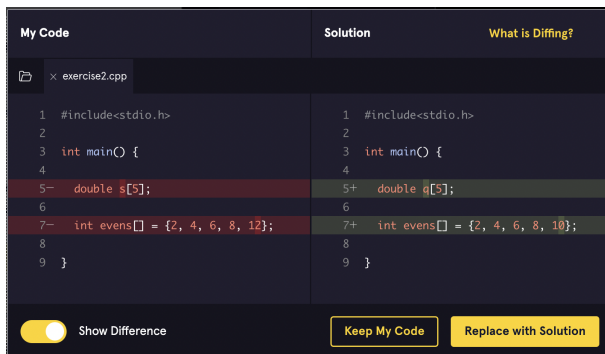 My Code
Solution
What is Diffing?
× exercise2.cpp
1 #include<stdio.h>
2
3 int main() {
4
5− double s[5];
6
7− int evens[] = {2, 4, 6, 8, 12};
8
9 }
1 #include<stdio.h>
2
3 int main() {
4
5+ double q[5];
6
7+ int evens[] = {2, 4, 6, 8, 10};
8
9 }
Show Difference
Keep My Code
Replace with Solution